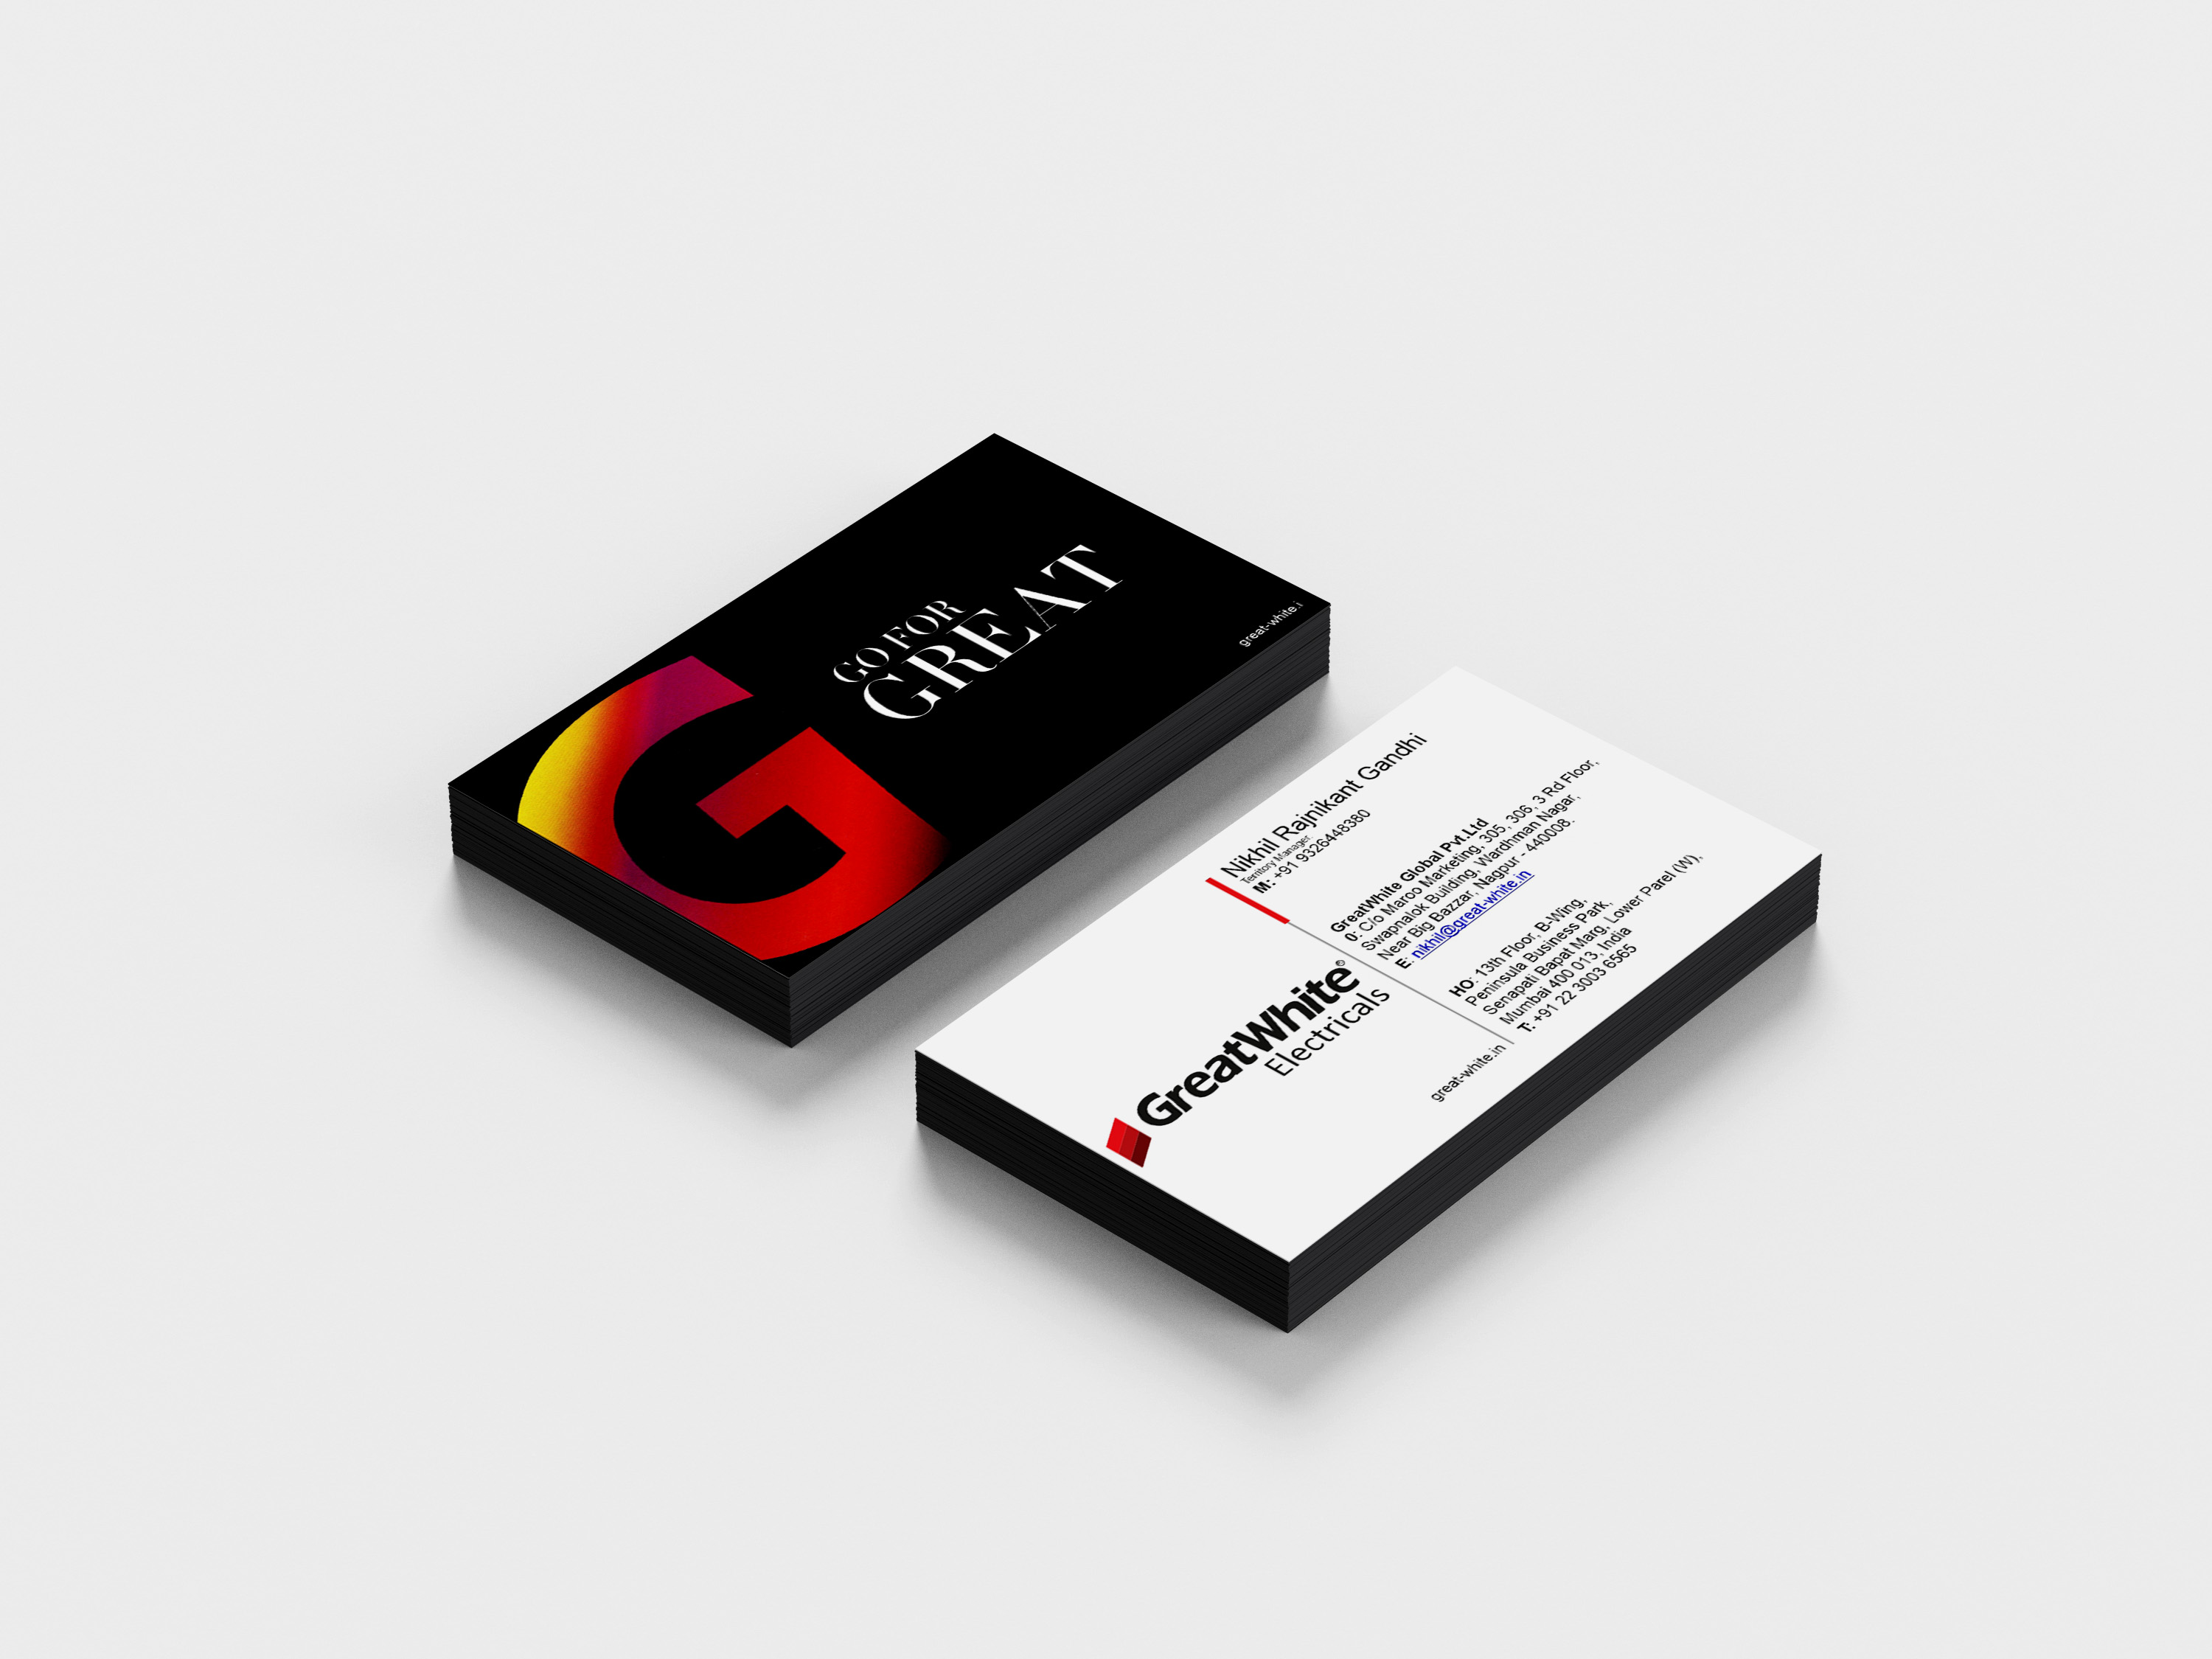 GO FOR
GREAT
great-white.i
Nikhil Rajnikant Gandhi
Territory Manager.
M: +91 9326448380
GreatWhite Global Pvt.Ltd
0: C/o Maroo Marketing, 305, 306, 3 Rd Floor,
Swapnalok Building, Wardhman Nagar,
Near Big Bazzar, Nagpur - 440008.
E: nikhil@great-white.in
HO: 13th Floor, B-Wing,
Peninsula Business Park,
Senapati Bapat Marg, Lower Parel (W),
Mumbai 400 013, India
T: +91 22 3003 6565
GreatWhite®
Electricals
great-white.in